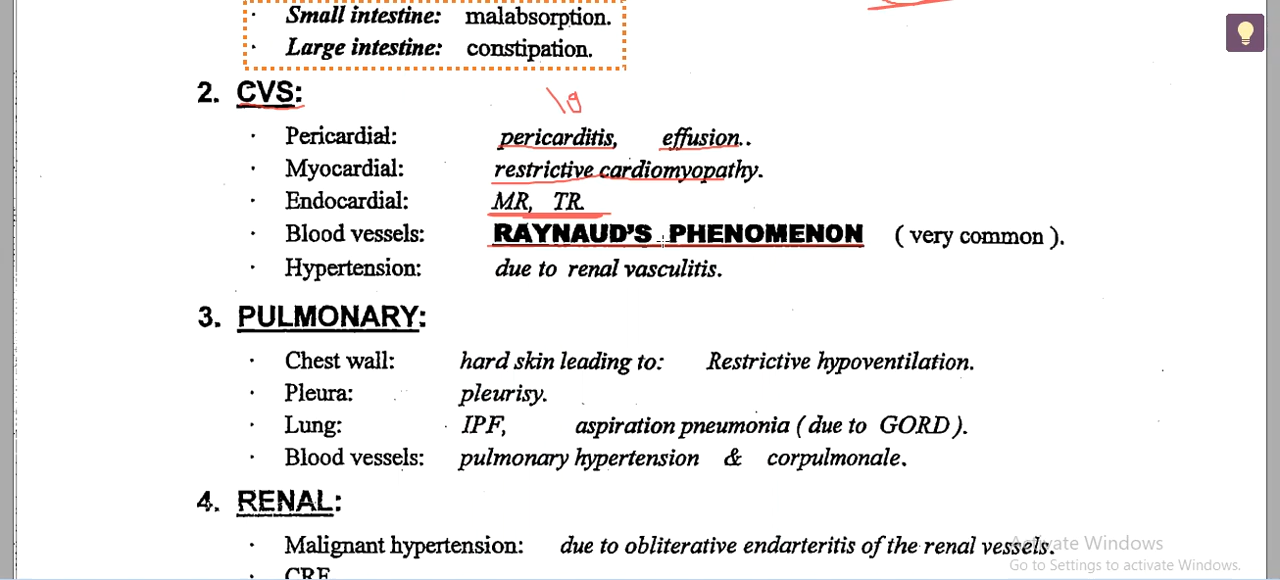 · Small intestine: malabsorption.
· Large intestine: constipation.
2. CVS:
· Pericardial: pericarditis, effusion..
· Myocardial: restrictive cardiomyopathy.
· Endocardial: MR, TR.
· Blood vessels: RAYNAUD'S PHENOMENON ( very common ).
· Hypertension: due to renal vasculitis.
3. PULMONARY:
· Chest wall: hard skin leading to: Restrictive hypoventilation.
· Pleura: pleurisy.
· Lung: IPF, aspiration pneumonia ( due to GORD ).
· Blood vessels: pulmonary hypertension & corpulmonale.
4. RENAL:
· Malignant hypertension: due to obliterative endarteritis of the renal vessels.
· CRF
Activate Windows
Go to Settings to activate Windows.